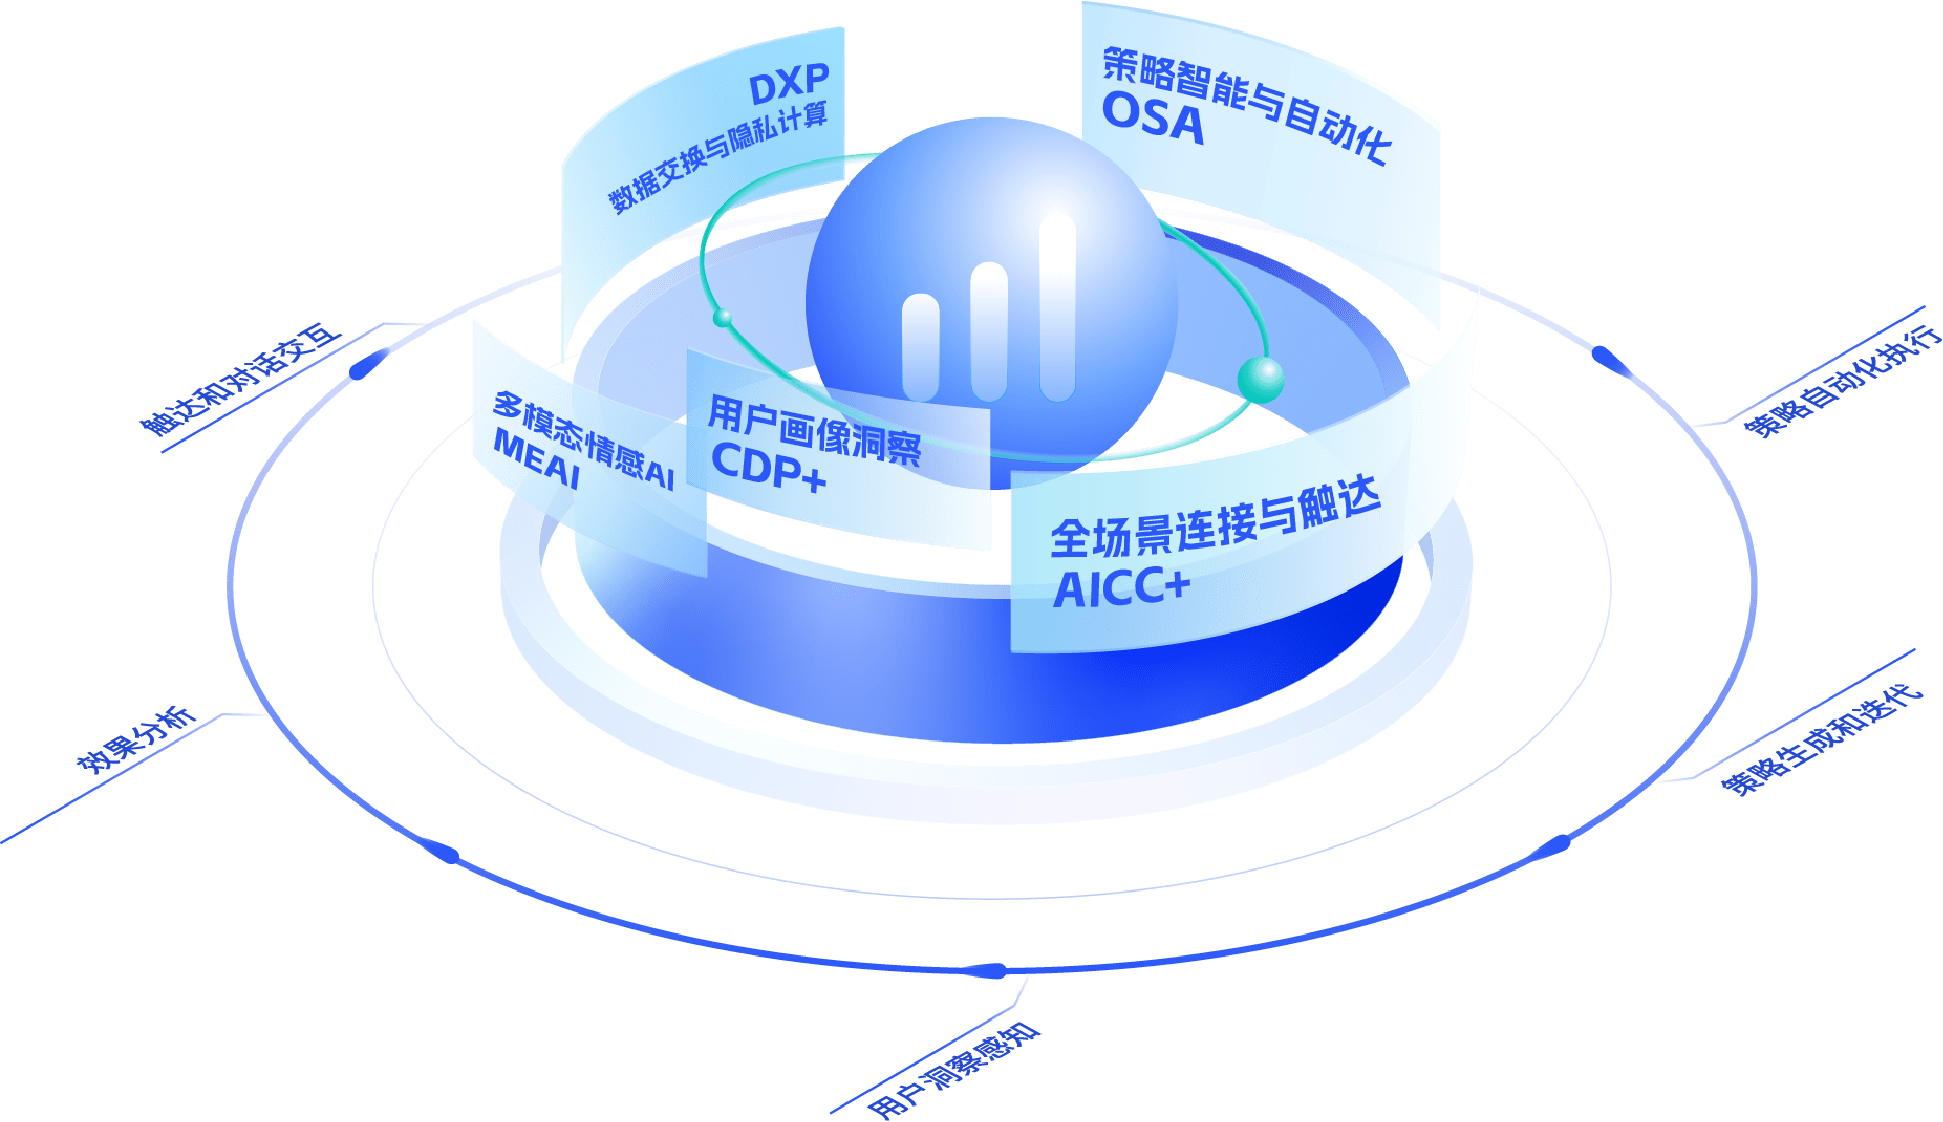 DXP
数据交换与隐私计算
策略智能与自动化
OSA
多模态情感AI
MEAI
用户画像洞察
CDP+
全场景连接与触达
AICC+
触达和对话交互
策略自动化执行
效果分析
策略生成和迭代
用户洞察感知